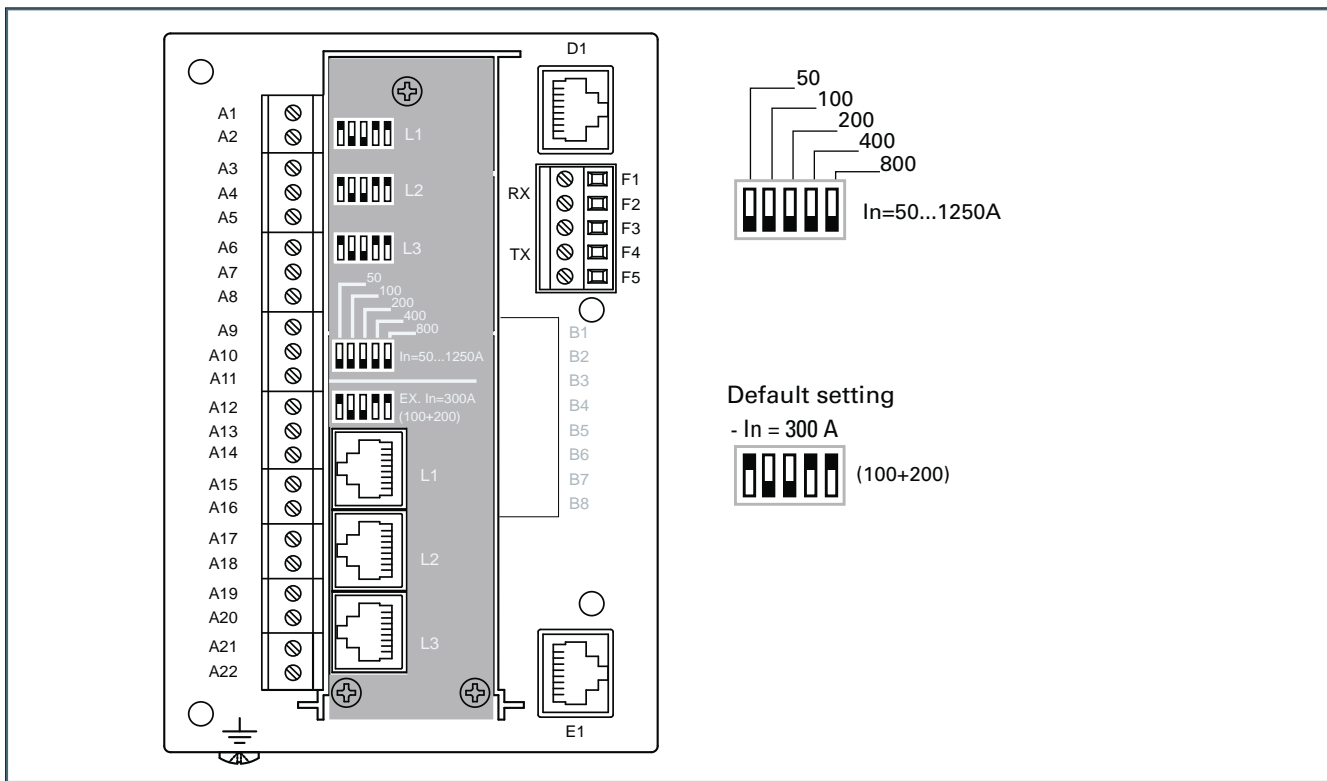 D1
A1
A2
A3
A4
A5
A6
A7
A8
A9
A10
A11
A12
A13
A14
A15
A16
A17
A18
A19
A20
A21
A22
L1
L2
L3
50
100
200
400
800
In=50...1250A
EX. In=300A
(100+200)
L1
L2
L3
RX
TX
F1
F2
F3
F4
F5
B1
B2
B3
B4
B5
B6
B7
B8
E1
50
100
200
400
800
In=50...1250A
Default setting
- In = 300 A
(100+200)